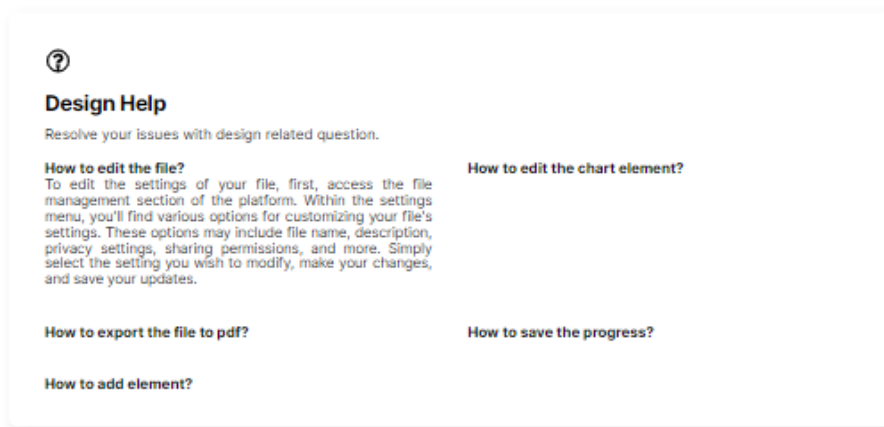 Design Help
Resolve your issues with design related question.
How to edit the file?
To edit the settings of your file, first, access the file
management section of the platform. Within the settings
menu, you'll find various options for customizing your file's
settings. These options may include file name, description,
privacy settings, sharing permissions, and more. Simply
select the setting you wish to modify, make your changes,
and save your updates.
How to edit the chart element?
How to export the file to pdf?
How to save the progress?
How to add element?